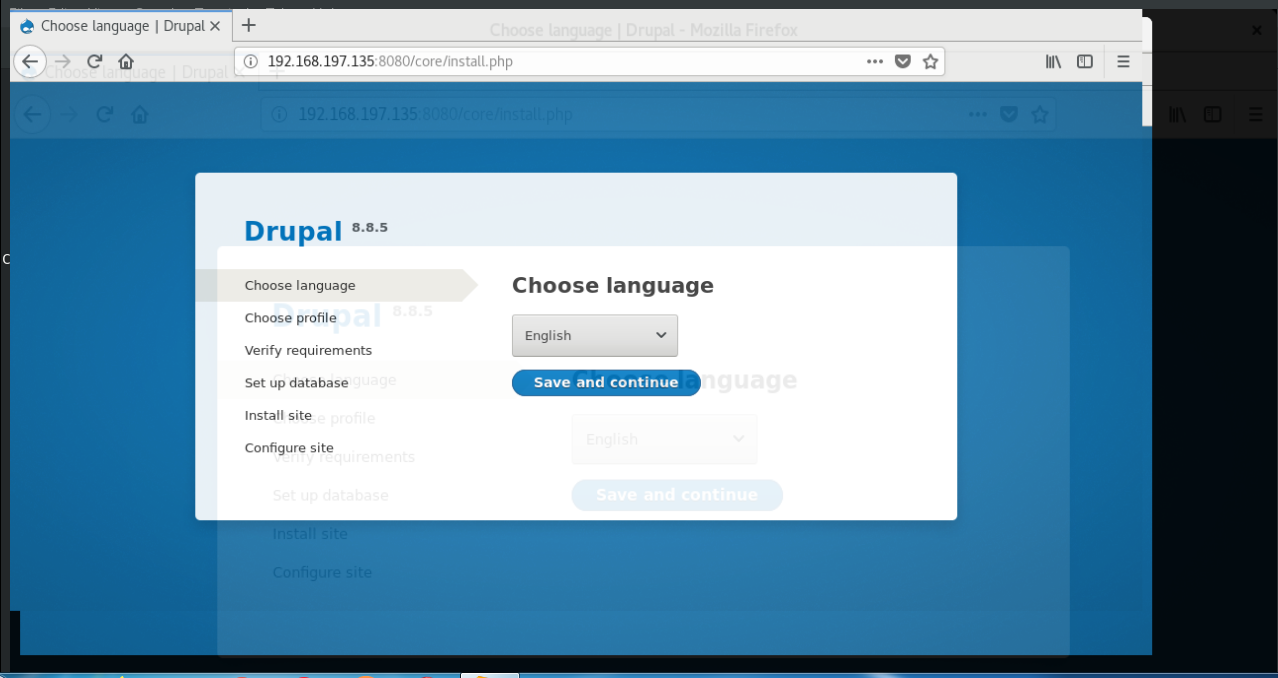 Choose language | Drupal
Choose language | Drupal - Mozilla Firefox
192.168.197.135:8080/core/install.php
Choose language | Drupal
192.168.197.135:8080/core/install.php
Drupal 8.8.5
Choose language
Choose profile
Verify requirements
Set up database
Install site
Configure site
Choose language
English
Save and continue
Drupal 8.8.5
Choose language
Choose profile
Verify requirements
Set up database
Install site
Configure site
language
English
Save and continue